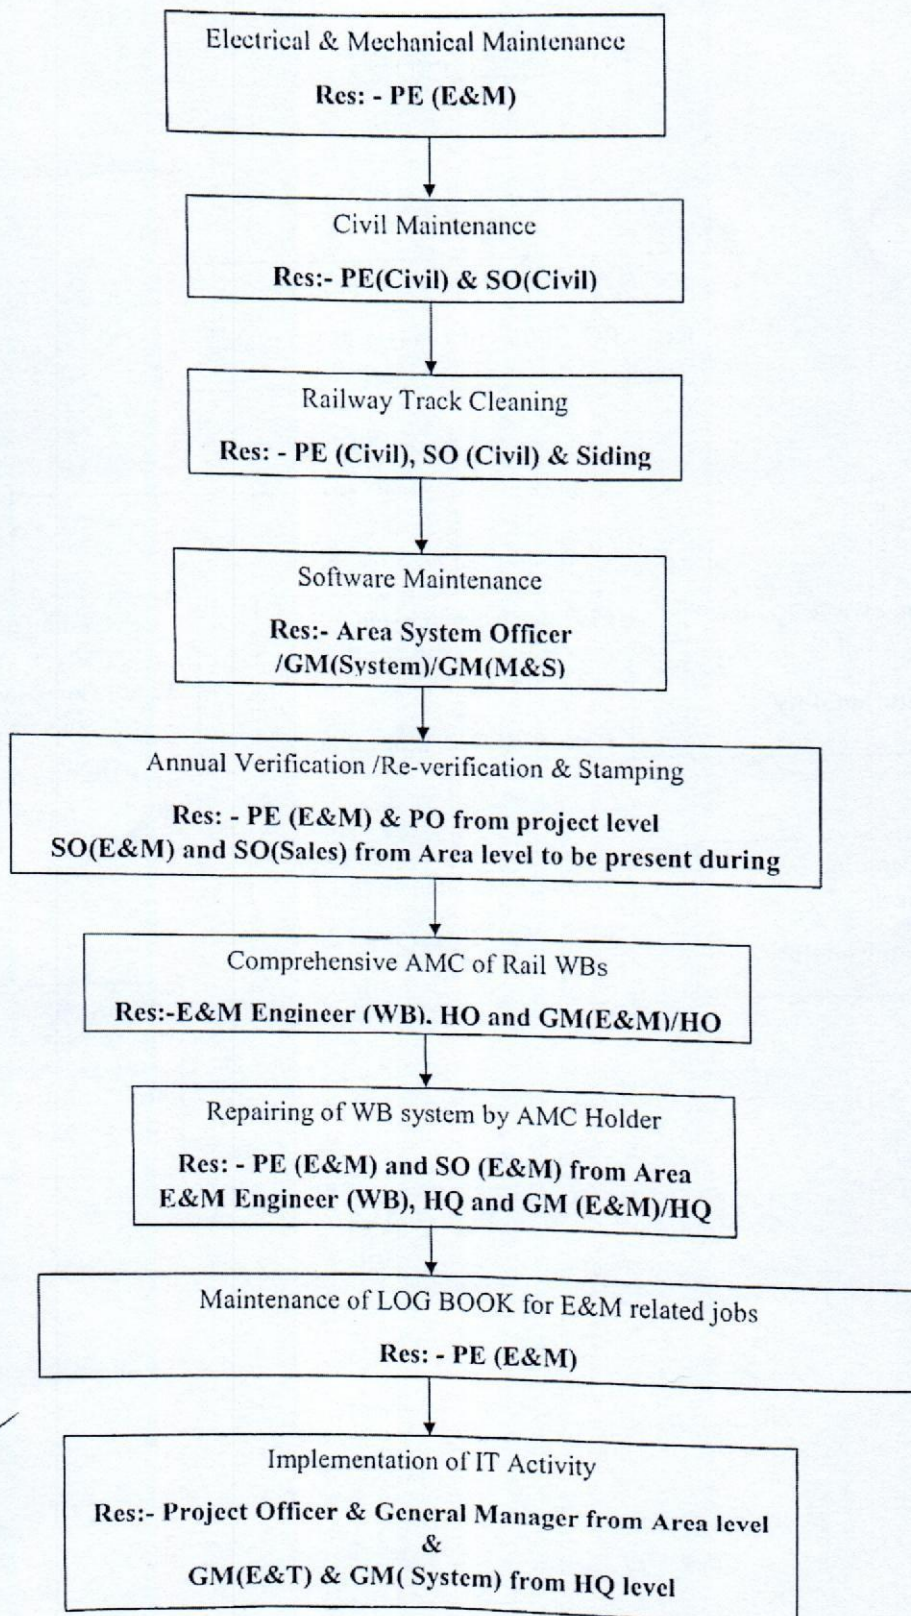 Electrical & Mechanical Maintenance
Res: - PE (E&M)
Civil Maintenance
Res:- PE(Civil) & SO(Civil)
Railway Track Cleaning
Res: - PE (Civil), SO (Civil) & Siding
Software Maintenance
Res:- Area System Officer
/GM(System)/GM(M&S)
Annual Verification /Re-verification & Stamping
Res: - PE (E&M) & PO from project level
SO(E&M) and SO(Sales) from Area level to be present during
Comprehensive AMC of Rail WBs
Res:-E&M Engineer (WB), HQ and GM(E&M)/HQ
Repairing of WB system by AMC Holder
Res: - PE (E&M) and SO (E&M) from Area
E&M Engineer (WB), HQ and GM (E&M)/HQ
Maintenance of LOG BOOK for E&M related jobs
Res: - PE (E&M)
Implementation of IT Activity
Res:- Project Officer & General Manager from Area level
&
GM(E&T) & GM( System) from HQ level